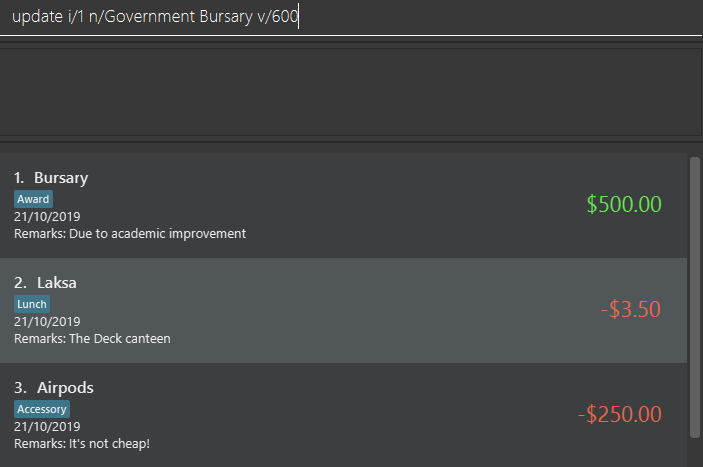 update i/1 n/Government Bursary v/600
1. Bursary
Award
21/10/2019
Remarks: Due to academic improvement
$500.00
2. Laksa
Lunch
21/10/2019
Remarks: The Deck canteen
-$3.50
3. Airpods
Accessory
21/10/2019
Remarks: It's not cheap!
-$250.00